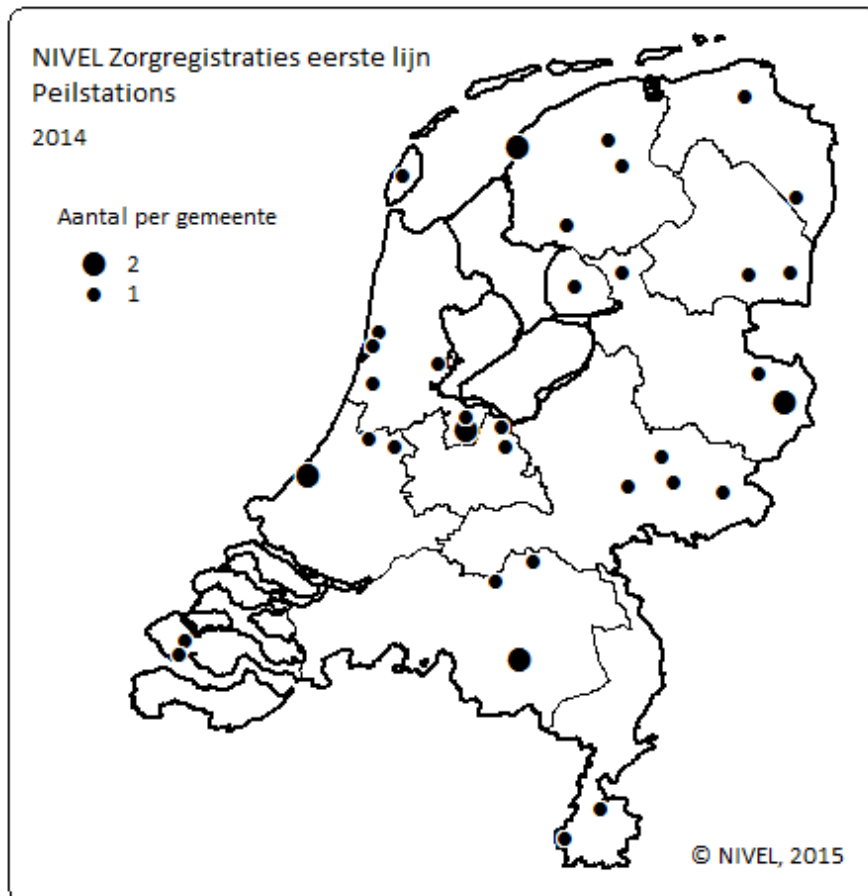 NIVEL Zorgregistraties eerste lijn
Peilstations
2014
Aantal per gemeente
2
1
© NIVEL, 2015